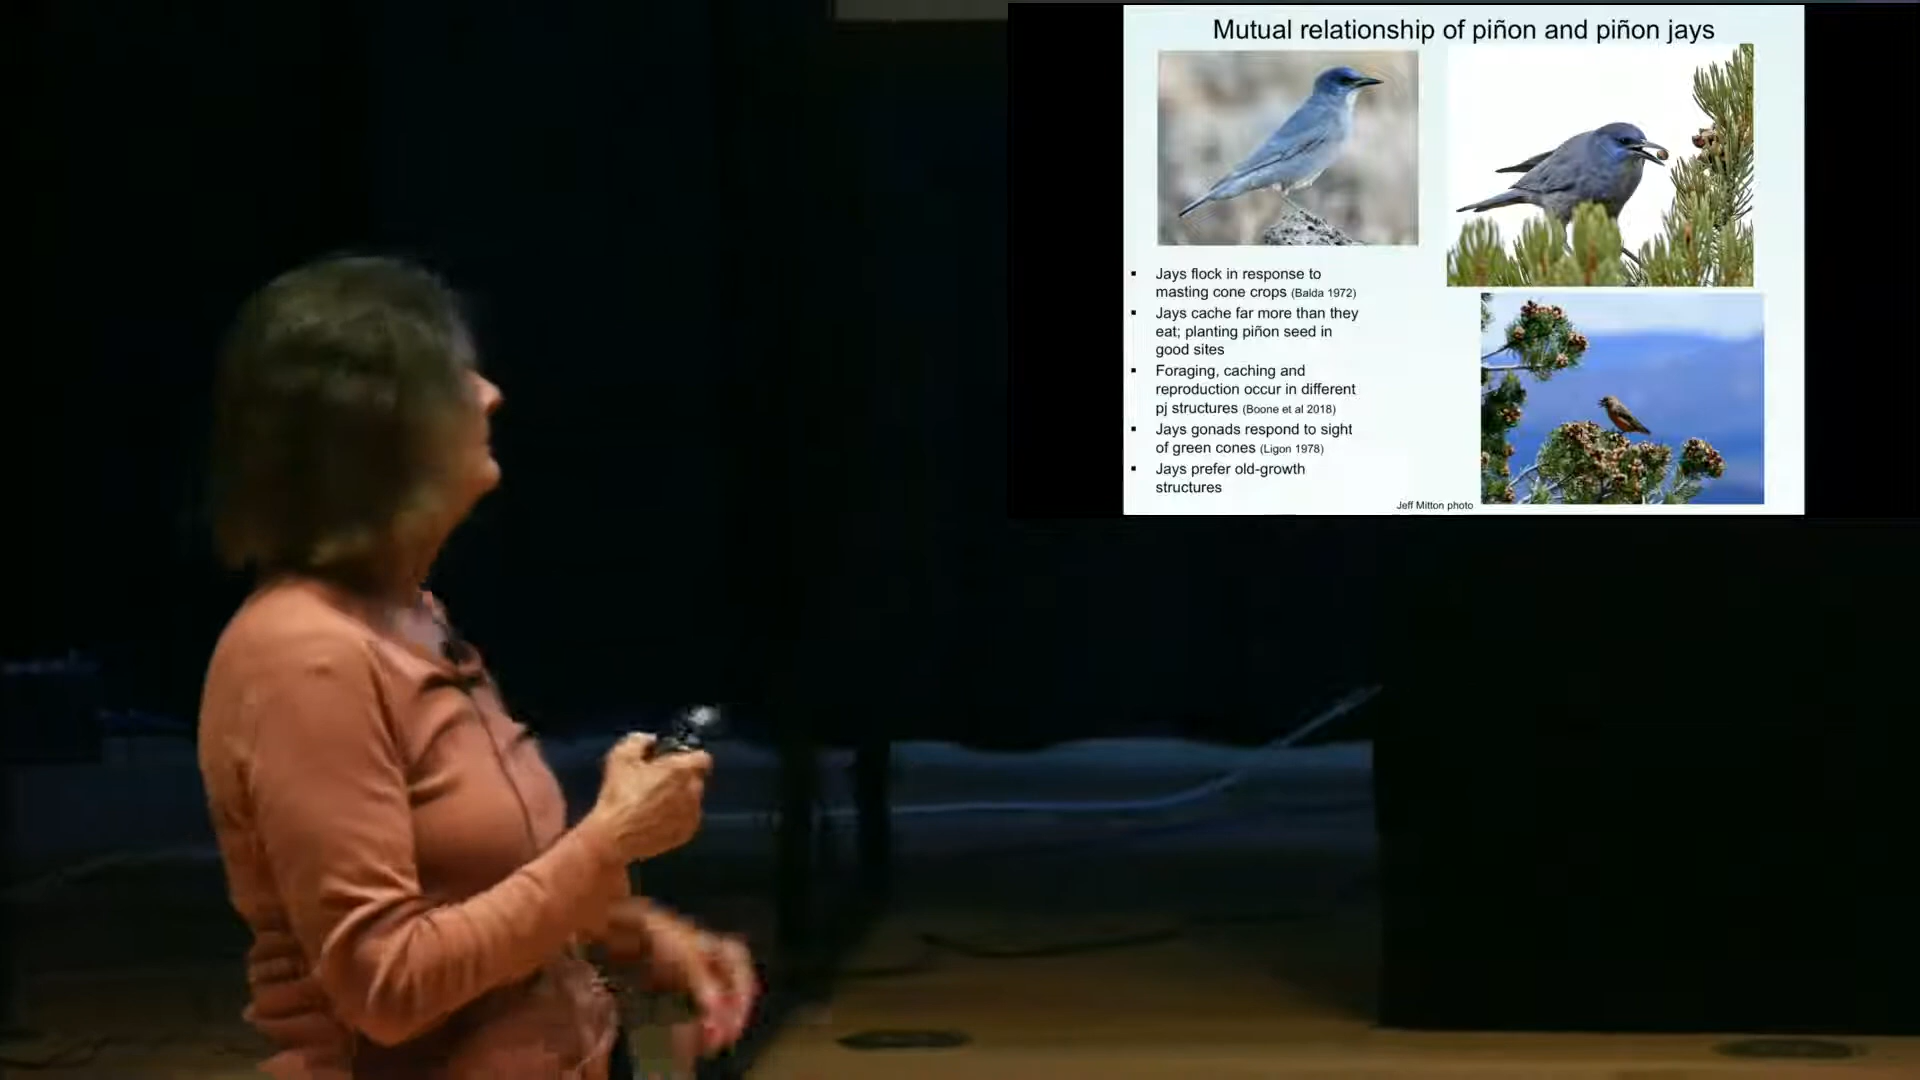 Mutual relationship of piñon and piñon jays
▪ Jays flock in response to
masting cone crops (Balda 1972)
▪ Jays cache far more than they
eat; planting piñon seed in
good sites
▪ Foraging, caching and
reproduction occur in different
pj structures (Boone et al 2018)
▪ Jays gonads respond to sight
of green cones (Ligon 1978)
▪ Jays prefer old-growth
structures
Jeff Mitton photo